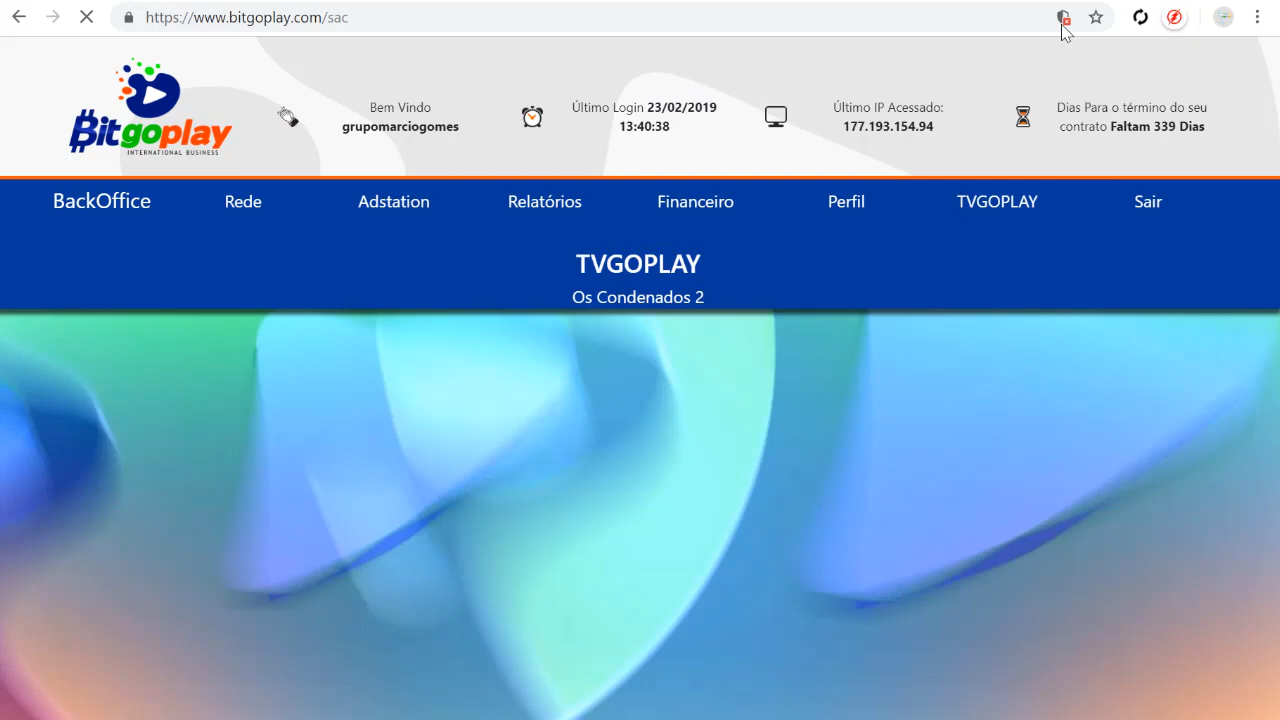 https://www.bitgoplay.com/sac
Bitgoplay
INTERNATIONAL BUSINESS
Bem Vindo
grupomarciogomes
Último Login 23/02/2019
13:40:38
Último IP Acessado:
177.193.154.94
Dias Para o término do seu
contrato Faltam 339 Dias
BackOffice Rede Adstation Relatórios Financeiro Perfil TVGOPLAY Sair
TVGOPLAY
Os Condenados 2